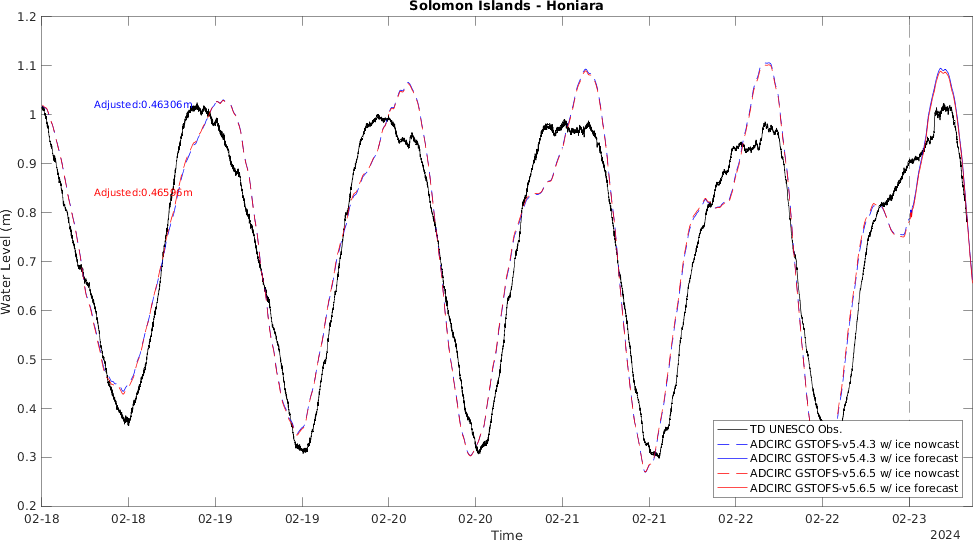 Solomon Islands - Honiara
1.2
1.1
1
0.9
0.8
0.7
0.6
0.5
0.4
0.3
0.2
Water Level (m)
Adjusted:0.46306m
Adjusted:0.46596m
TD UNESCO Obs.
ADCIRC GSTOFS-v5.4.3 w/ ice nowcast
ADCIRC GSTOFS-v5.4.3 w/ ice forecast
ADCIRC GSTOFS-v5.6.5 w/ ice nowcast
ADCIRC GSTOFS-v5.6.5 w/ ice forecast
02-18 02-18 02-19 02-19 02-20 02-20 02-21 02-21 02-22 02-22 02-23
Time
2024